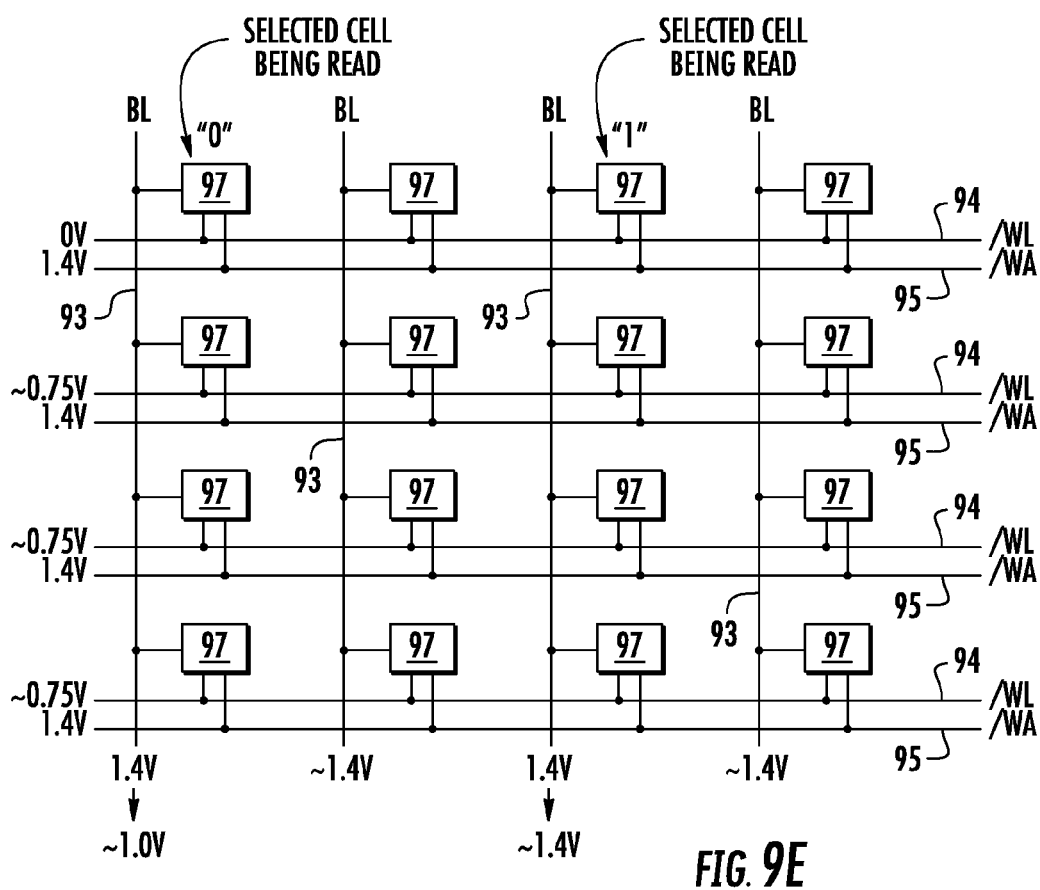 SELECTED CELL BEING READ
SELECTED CELL BEING READ
BL BL BL BL
"0" "1"
97 97 97 97
94
0V /WL
1.4V /WA
93 93 95
97 97 97 97
94
~0.75V /WL
1.4V /WA
93 95
97 97 97 97
94
~0.75V /WL
1.4V /WA
93 95
97 97 97 97
94
~0.75V /WL
1.4V /WA
95
1.4V ~1.4V 1.4V ~1.4V
~1.0V ~1.4V
FIG. 9E